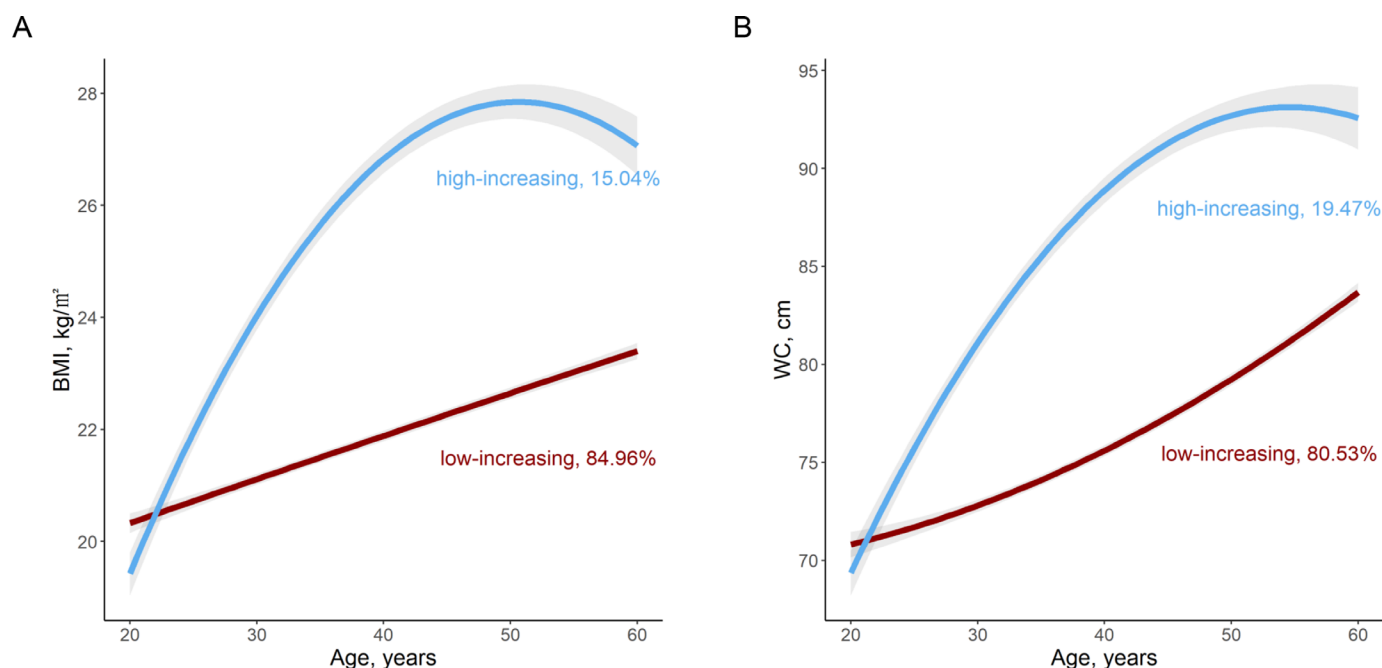 A
BMI, kg/㎡
28
26
24
22
20
high-increasing, 15.04%
low-increasing, 84.96%
20 30 40 50 60
Age, years
B
WC, cm
95
90
85
80
75
70
high-increasing, 19.47%
low-increasing, 80.53%
20 30 40 50 60
Age, years